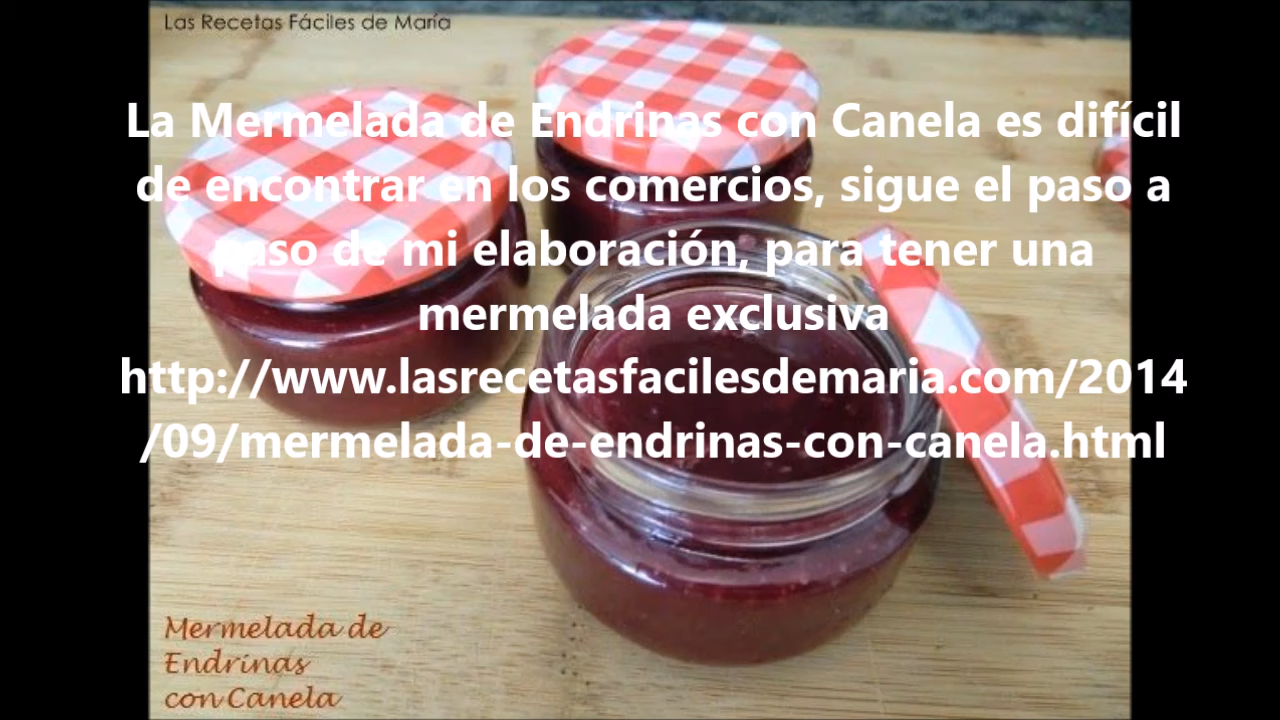 Las Recetas Fáciles de María
La Mermelada de Endrinas con Canela es difícil
de encontrar en los comercios, sigue el paso a
paso de mi elaboración, para tener una
mermelada exclusiva
http://www.lasrecetasfacilesdemaria.com/2014
/09/mermelada-de-endrinas-con-canela.html
Mermelada de
Endrinas
con Canela